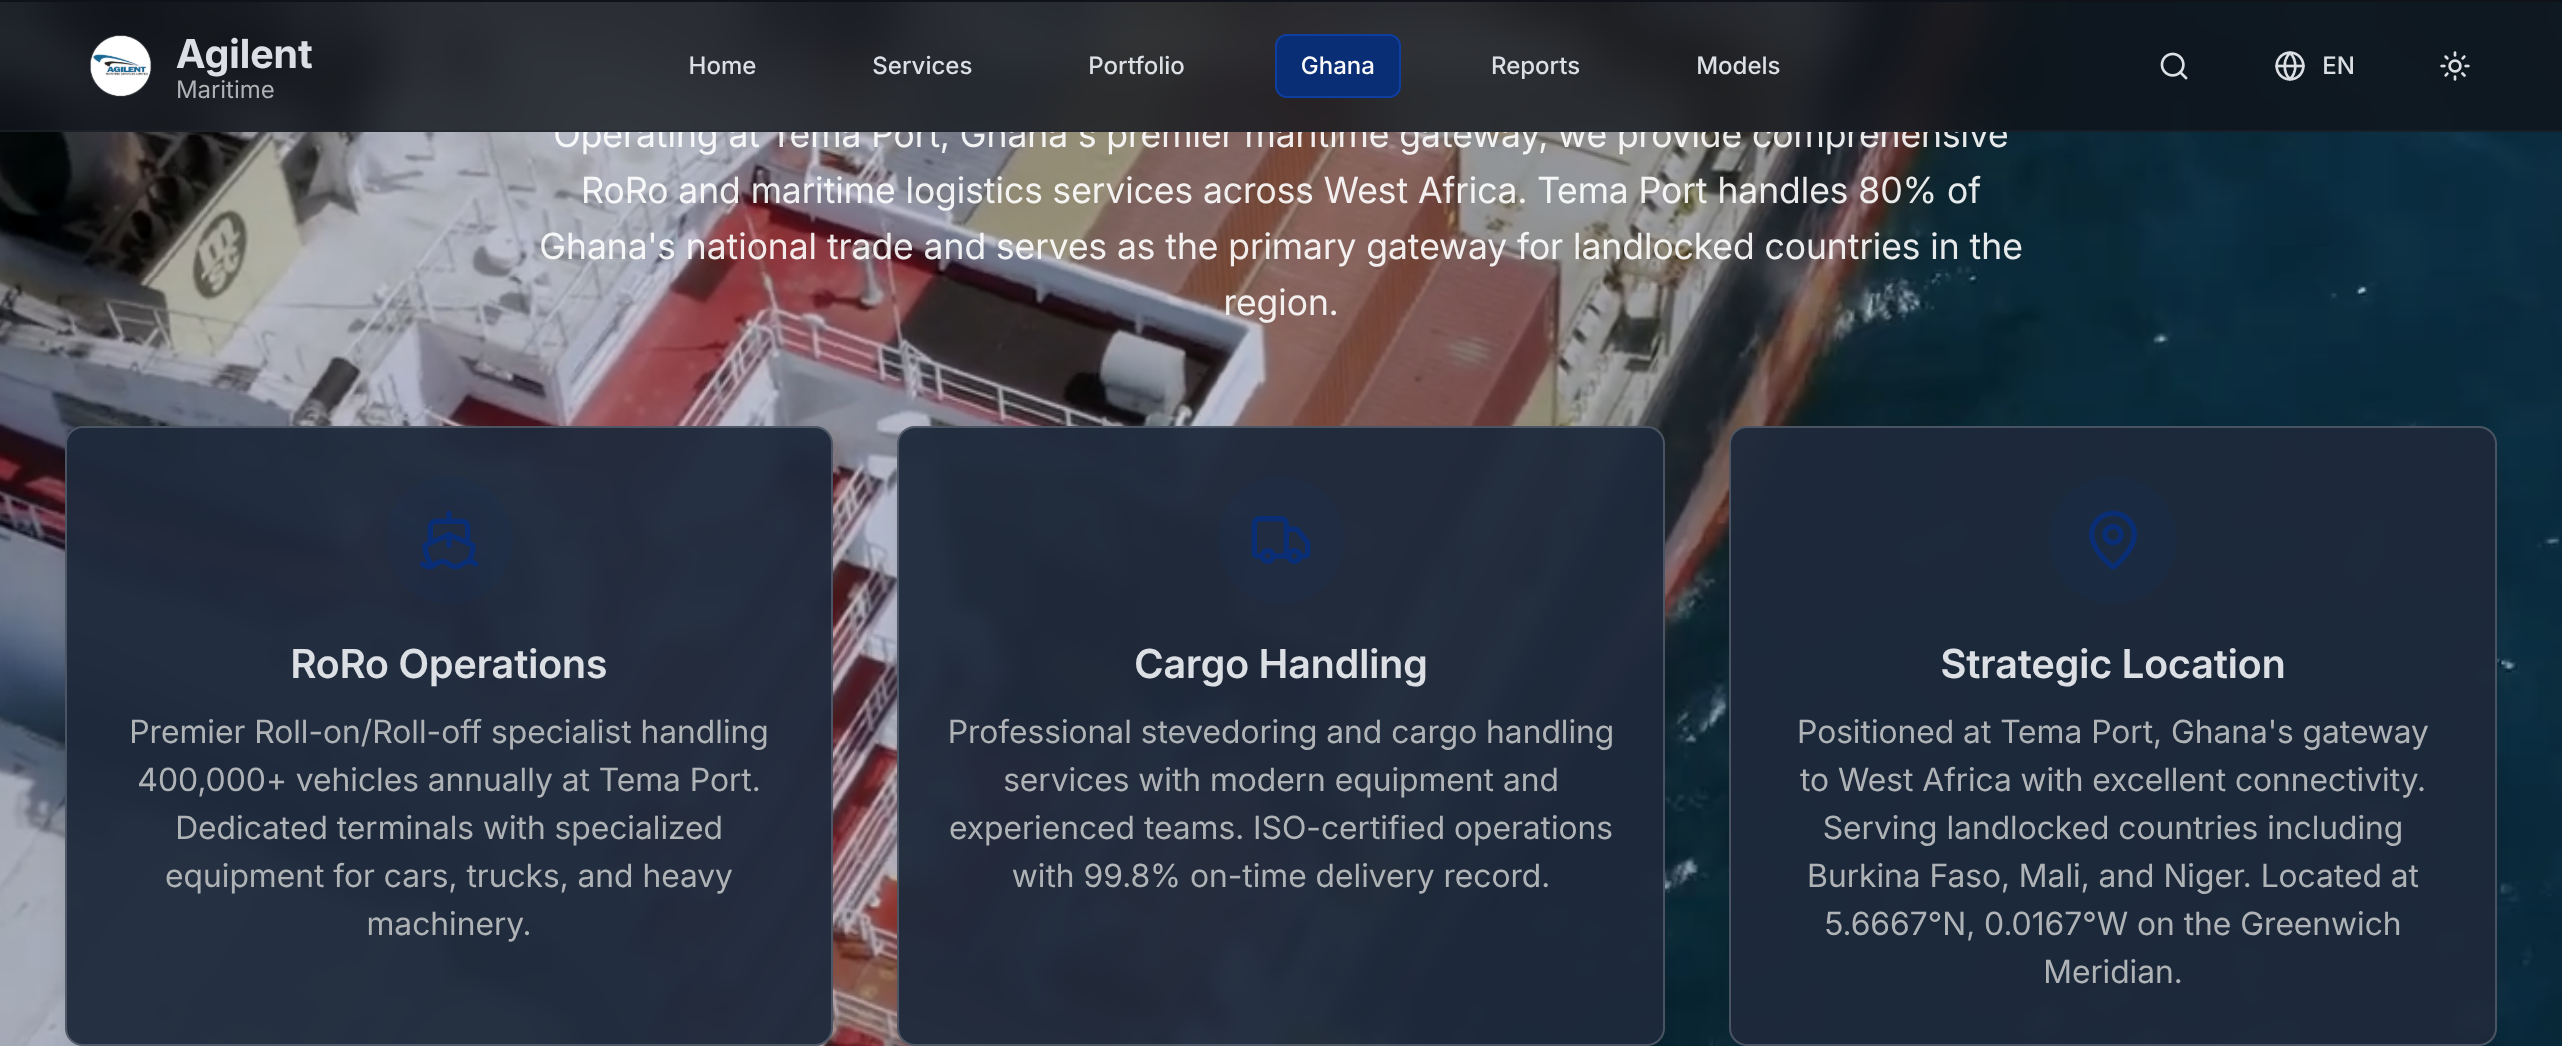 AGILENT
Agilent
Maritime
Home
Services
Portfolio
Ghana
Reports
Models
EN
Operating at Tema Port, Ghana's premier maritime gateway, we provide comprehensive
RoRo and maritime logistics services across West Africa. Tema Port handles 80% of
Ghana's national trade and serves as the primary gateway for landlocked countries in the
region.
RoRo Operations
Premier Roll-on/Roll-off specialist handling
400,000+ vehicles annually at Tema Port.
Dedicated terminals with specialized
equipment for cars, trucks, and heavy
machinery.
Cargo Handling
Professional stevedoring and cargo handling
services with modern equipment and
experienced teams. ISO-certified operations
with 99.8% on-time delivery record.
Strategic Location
Positioned at Tema Port, Ghana's gateway
to West Africa with excellent connectivity.
Serving landlocked countries including
Burkina Faso, Mali, and Niger. Located at
5.6667°N, 0.0167°W on the Greenwich
Meridian.